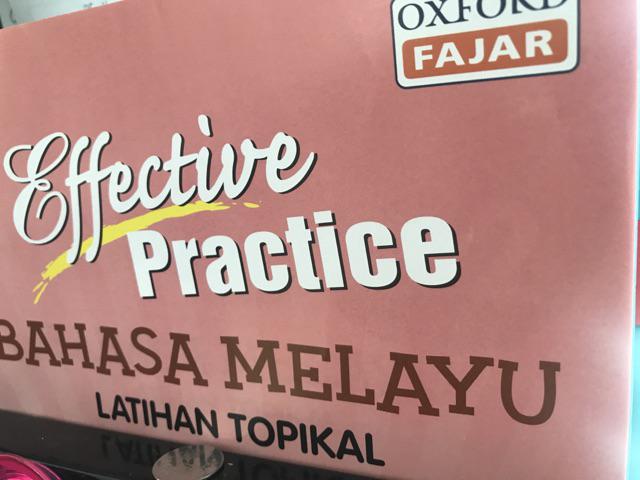 OXFORD
FAJAR
Effective
Practice
BAHASA MELAYU
LATIHAN TOPIKAL